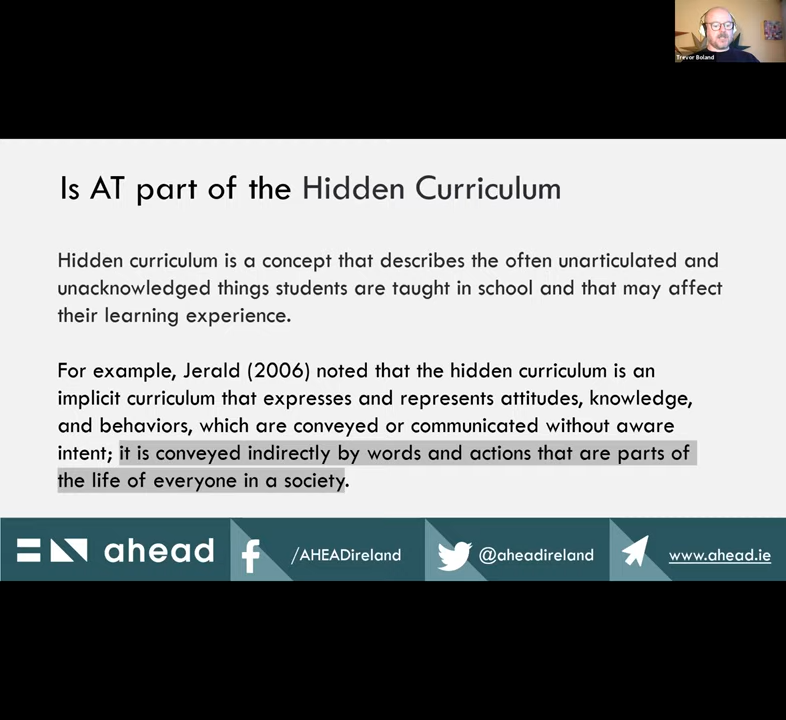 Trevor Boland
Is AT part of the Hidden Curriculum
Hidden curriculum is a concept that describes the often unarticulated and
unacknowledged things students are taught in school and that may affect
their learning experience.
For example, Jerald (2006) noted that the hidden curriculum is an
implicit curriculum that expresses and represents attitudes, knowledge,
and behaviors, which are conveyed or communicated without aware
intent; it is conveyed indirectly by words and actions that are parts of
the life of everyone in a society.
ahead
/AHEADireland
@aheadireland
www.ahead.ie